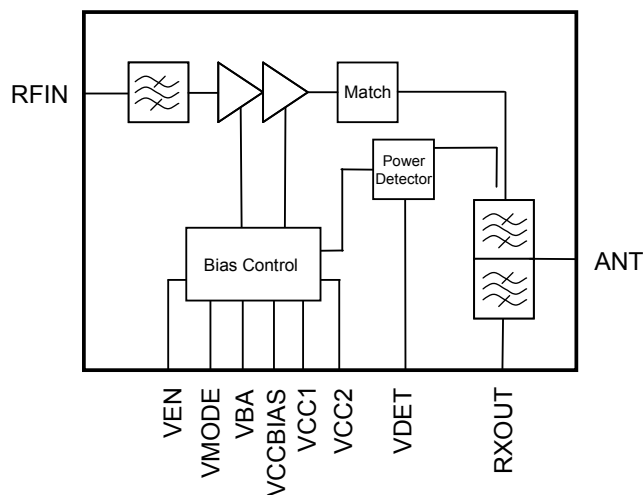 RFIN
Match
Power
Detector
Bias Control
ANT
VEN
VMODE
VBA
VCCBIAS
VCC1
VCC2
VDET
RXOUT